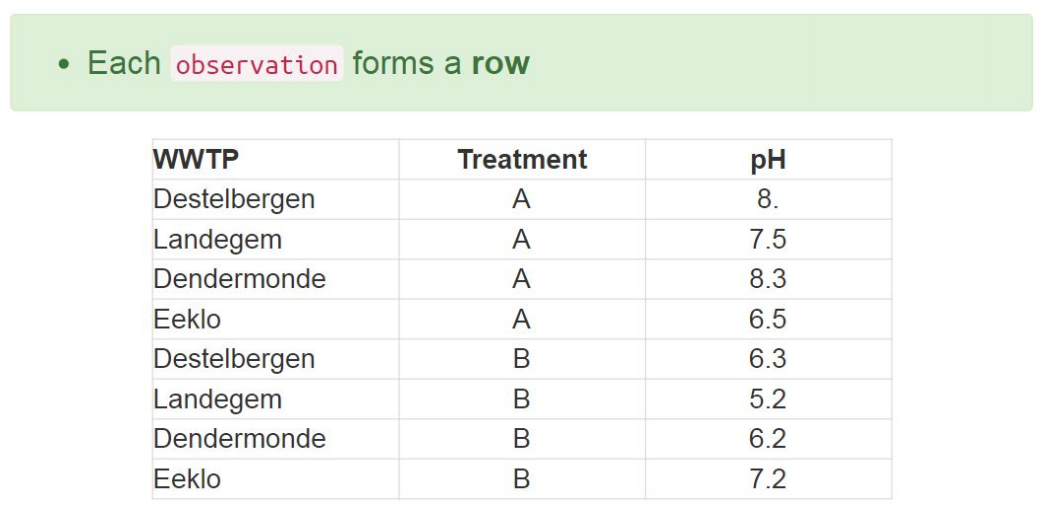 Each observation forms a row
WWTP Treatment pH
Destelbergen A 8.
Landegem A 7.5
Dendermonde A 8.3
Eeklo A 6.5
Destelbergen B 6.3
Landegem B 5.2
Dendermonde B 6.2
Eeklo B 7.2